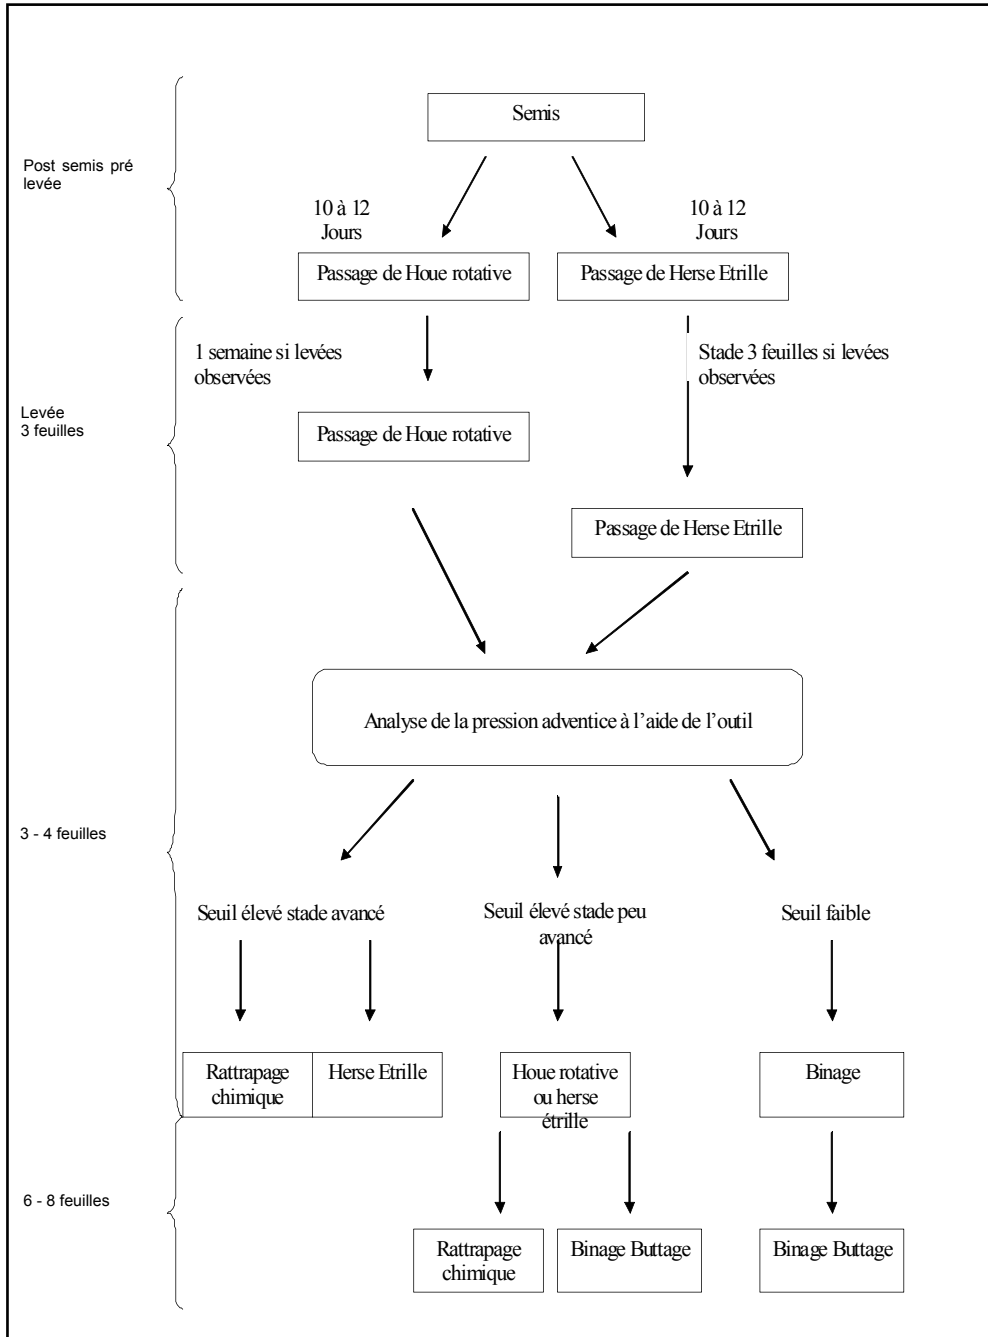 Semis
Post semis pré
levée
10 à 12
Jours
10 à 12
Jours
Passage de Houe rotative
Passage de Herse Etrille
1 semaine si levées
observées
Stade 3 feuilles si levées
observées
Levée
3 feuilles
Passage de Houe rotative
Passage de Herse Etrille
Analyse de la pression adventice à l'aide de l'outil
3 - 4 feuilles
Seuil élevé stade avancé
Seuil élevé stade peu
avancé
Seuil faible
Rattrapage
chimique
Herse Etrille
Houe rotative
ou herse
étrille
Binage
6 - 8 feuilles
Rattrapage
chimique
Binage Buttage
Binage Buttage